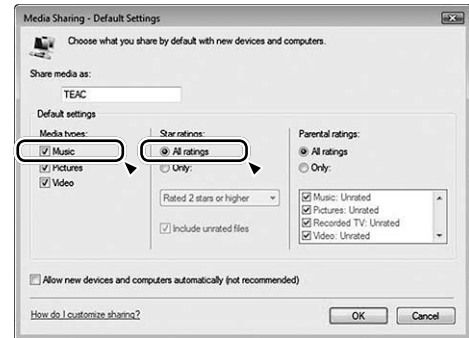 Media Sharing - Default Settings
Choose what you share by default with new devices and computers.
Share media as:
TEAC
Default settings
Media types:
Music
Pictures
Video
Star ratings:
All ratings
Only:
Rated 2 stars or higher
Include unrated files
Parental ratings:
All ratings
Only:
Music: Unrated
Pictures: Unrated
Recorded TV: Unrated
Video: Unrated
Allow new devices and computers automatically (not recommended)
How do I customize sharing?
OK
Cancel